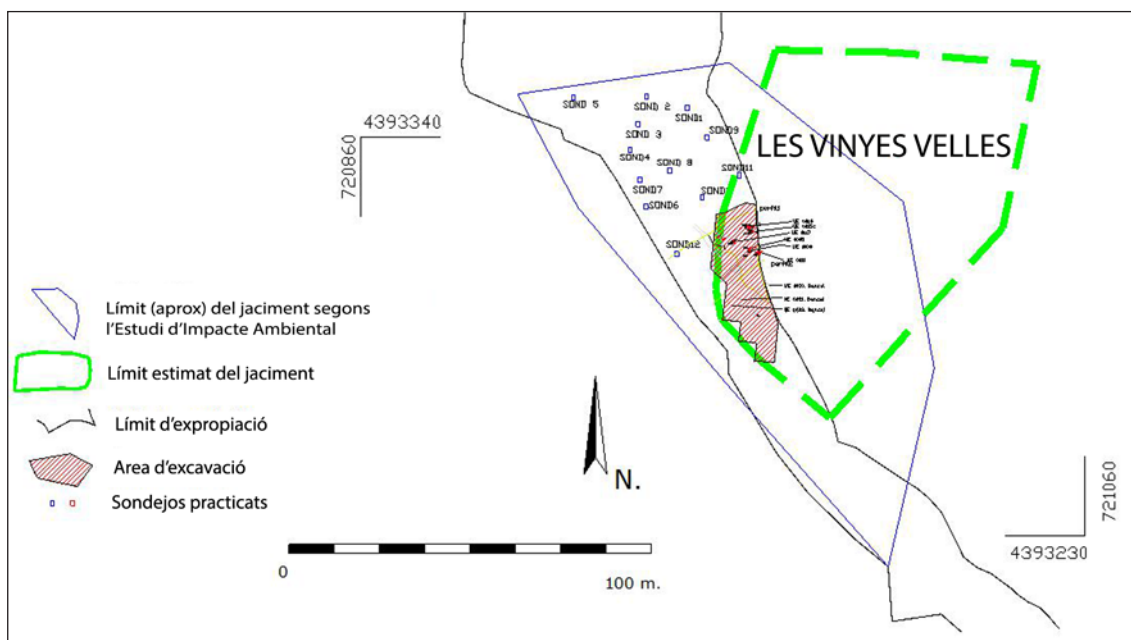 SOND 5
SOND 2
SOND1
SOND 3
SOND9
4393340
720860
LES VINYES VELLES
SOND4
SOND 8
SOND11
SOND7
SOND6
SOND12
Límit (aprox) del jaciment segons
l’Estudi d’Impacte Ambiental
Límit estimat del jaciment
Límit d’expropiació
Area d’excavació
Sondejos practicats
N.
0
100 m.
721060
4393230